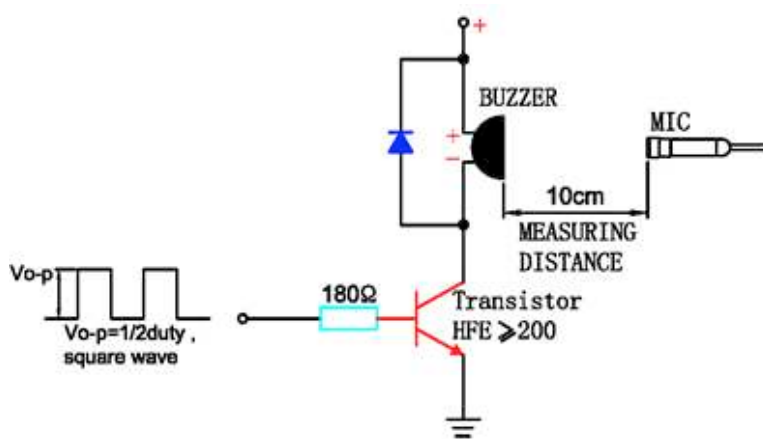 +
BUZZER
+
−
MIC
10cm
MEASURING
DISTANCE
Vo-p
Vo-p=1/2duty ,
square wave
180Ω
Transistor
HFE ⩾200